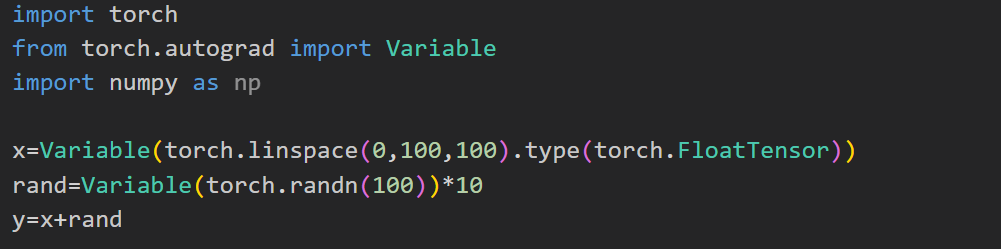 import torch
from torch.autograd import Variable
import numpy as np
x=Variable(torch.linspace(0,100,100).type(torch.FloatTensor))
rand=Variable(torch.randn(100))*10
y=x+rand